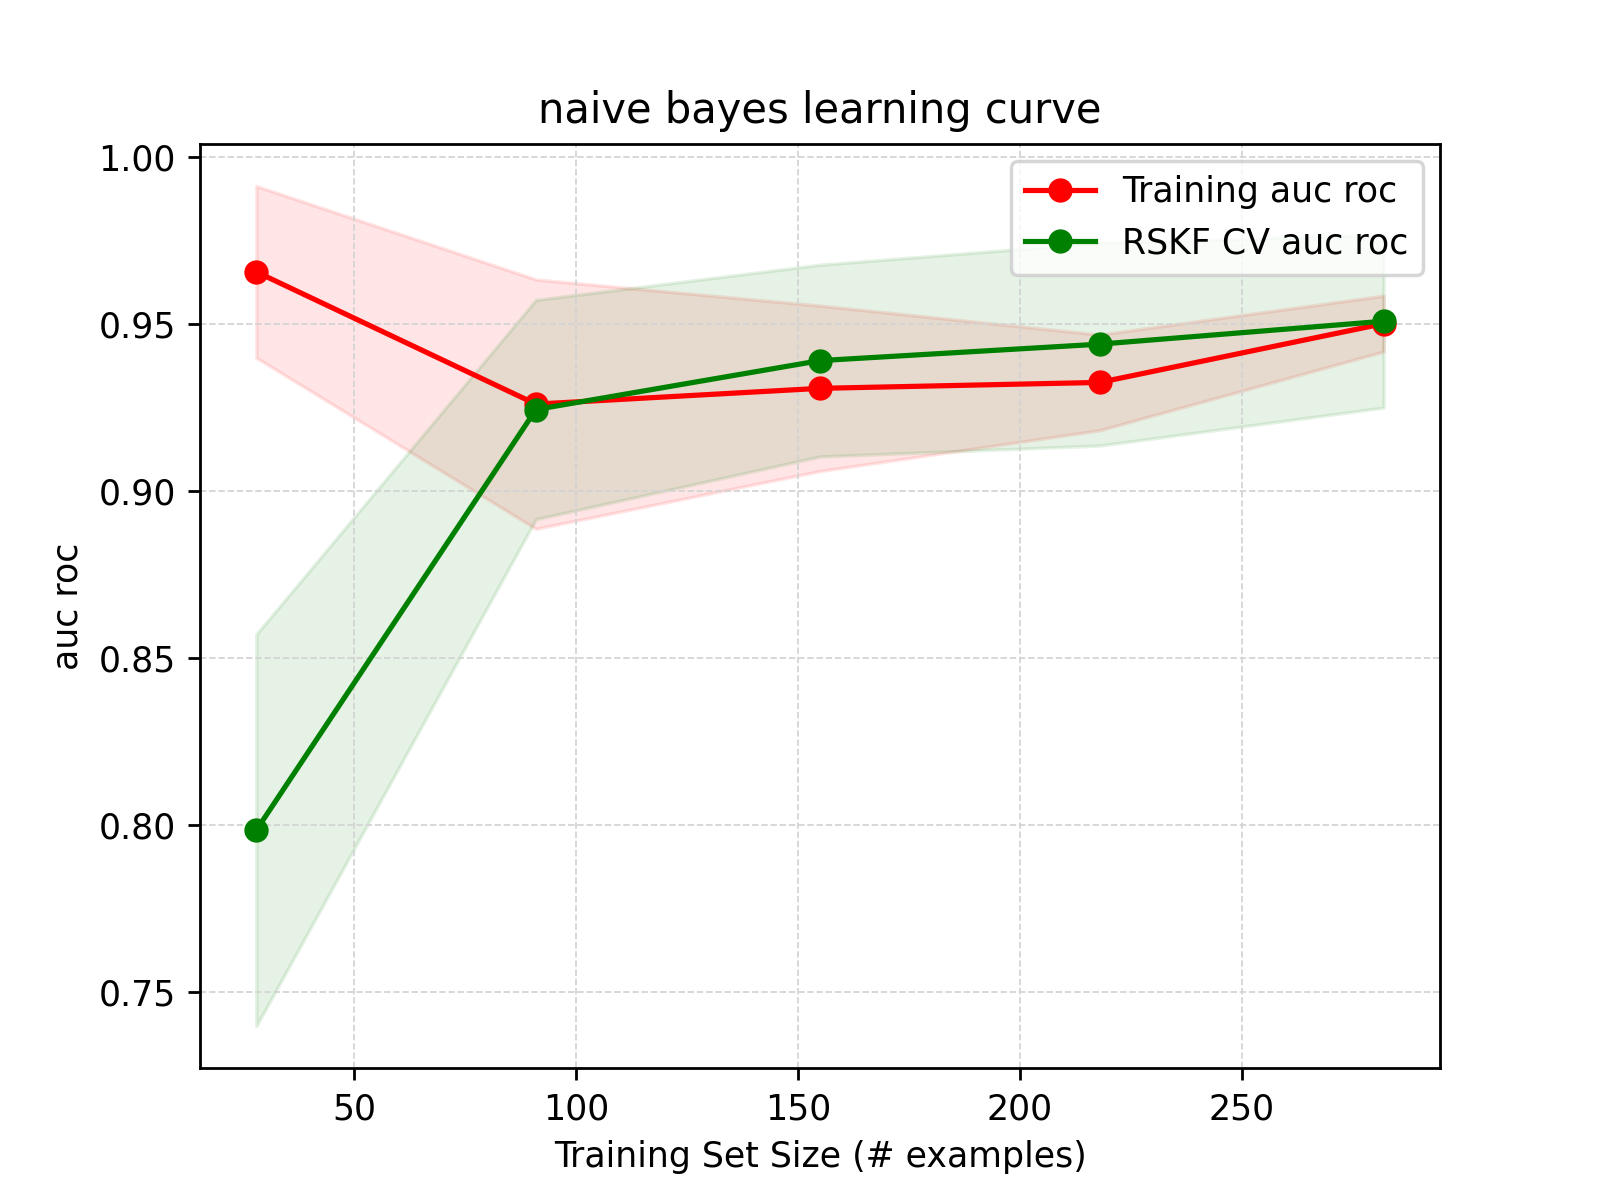 naive bayes learning curve
Training auc roc
RSKF CV auc roc
auc roc
1.00
0.95
0.90
0.85
0.80
0.75
50 100 150 200 250
Training Set Size (# examples)